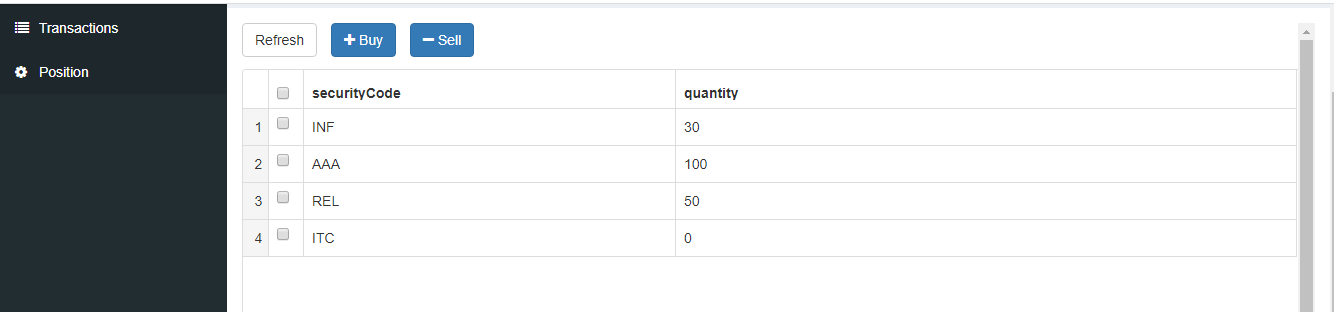 Transactions
Position
Refresh Buy Sell
securityCode quantity
1 INF 30
2 AAA 100
3 REL 50
4 ITC 0